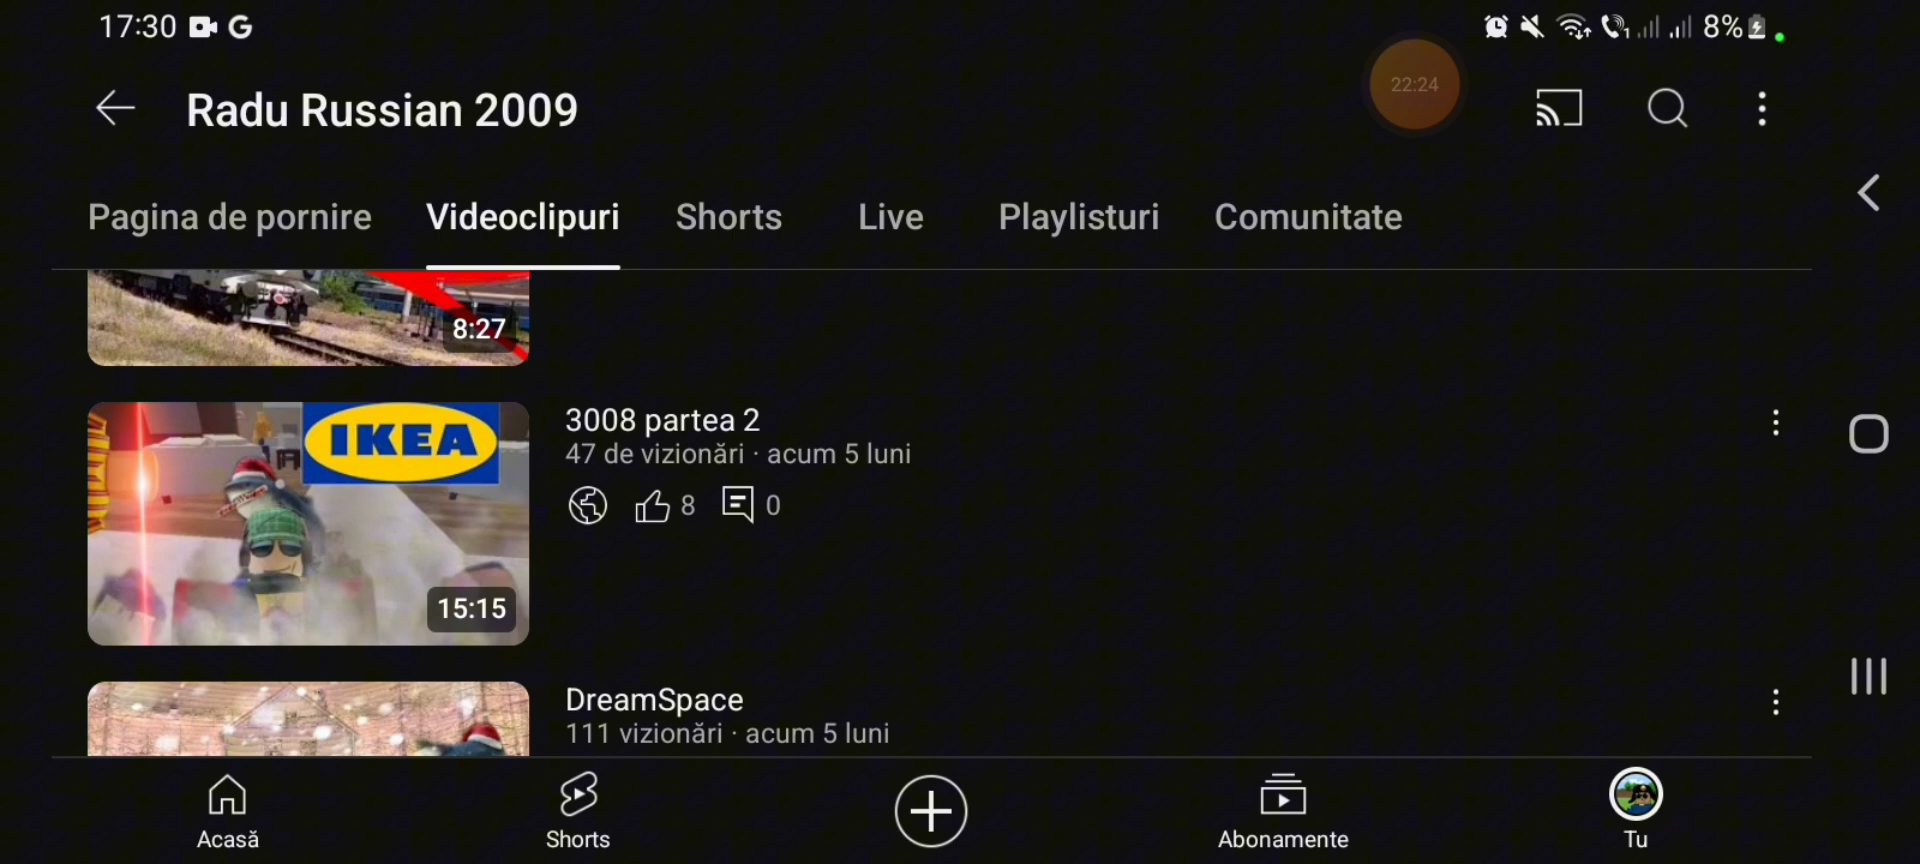 17:30
8%
22:24
Radu Russian 2009
Pagina de pornire
Videoclipuri
Shorts
Live
Playlisturi
Comunitate
8:27
IKEA
15:15
3008 partea 2
47 de vizionări · acum 5 luni
8
0
DreamSpace
111 vizionări · acum 5 luni
Acasă
Shorts
Abonamente
Tu